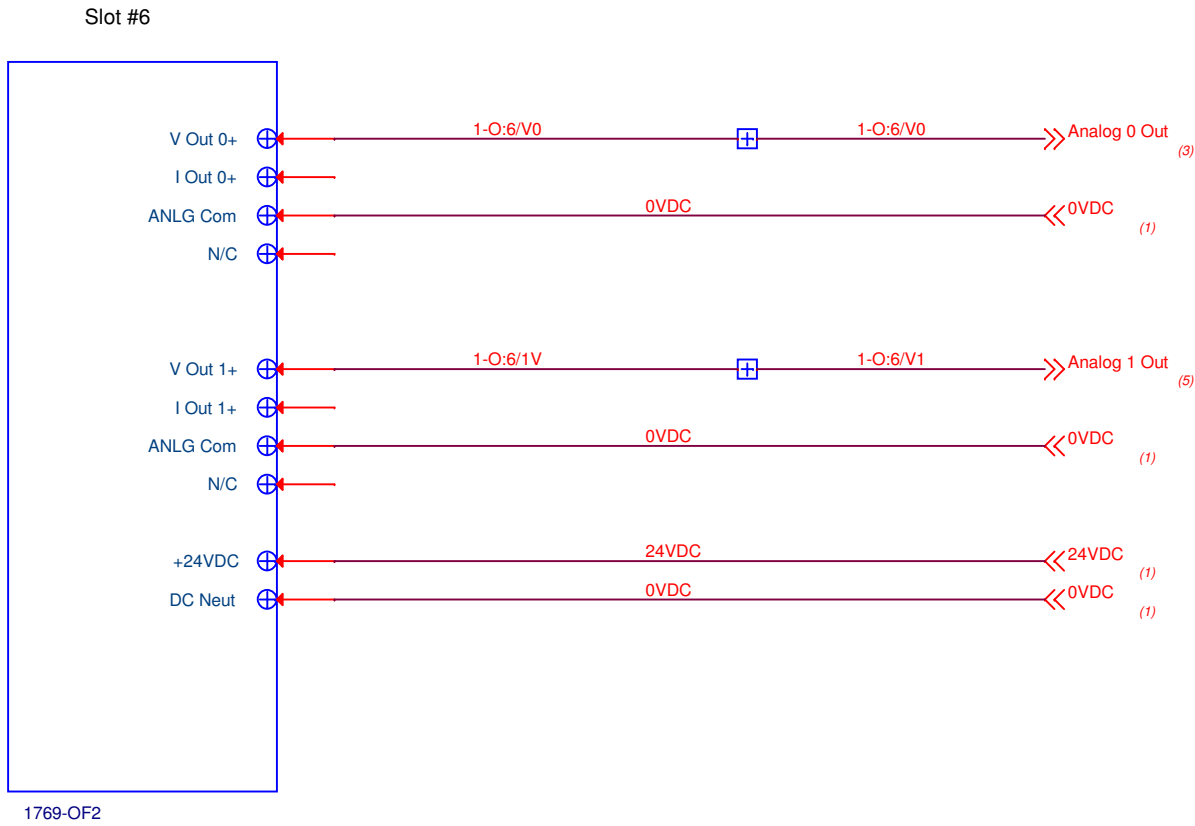 Slot #6
V Out 0+ 1-O:6/V0 1-O:6/V0 Analog 0 Out (3)
I Out 0+
ANLG Com 0VDC 0VDC (1)
N/C
V Out 1+ 1-O:6/1V 1-O:6/V1 Analog 1 Out (5)
I Out 1+
ANLG Com 0VDC 0VDC (1)
N/C
+24VDC 24VDC 24VDC (1)
DC Neut 0VDC 0VDC (1)
1769-OF2